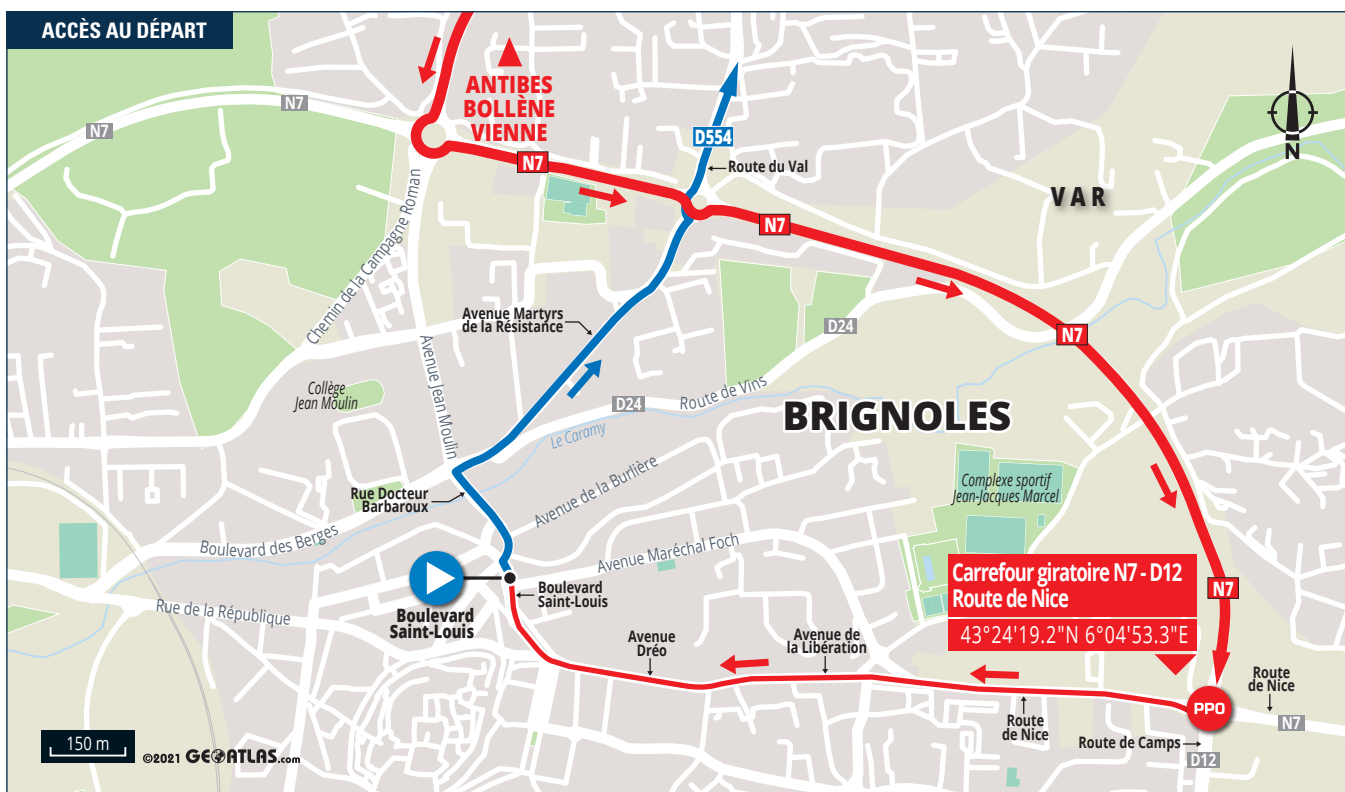 ACCÈS AU DÉPART
ANTIBES
BOLLÈNE
VIENNE
N7
N7
N7
D554
Route du Val
N
VAR
N7
Chemin de la Campagne Roman
Avenue Martyrs
de la Résistance
D24
N7
Avenue Jean Moulin
Collège
Jean Moulin
D24
Route de Vins
BRIGNOLES
Le Caramy
Complexe sportif
Jean-Jacques Marcel
Rue Docteur
Barbaroux
Avenue de la Burlière
Boulevard des Berges
Avenue Maréchal Foch
Carrefour giratoire N7 - D12
Route de Nice
43°24'19.2"N 6°04'53.3"E
N7
Boulevard
Saint-Louis
Boulevard
Saint-Louis
Rue de la République
Avenue
Dréo
Avenue de
la Libération
Route
de Nice
PPO
Route
de Nice
N7
Route de Camps
D12
150 m
©2021 GEOATLAS.com